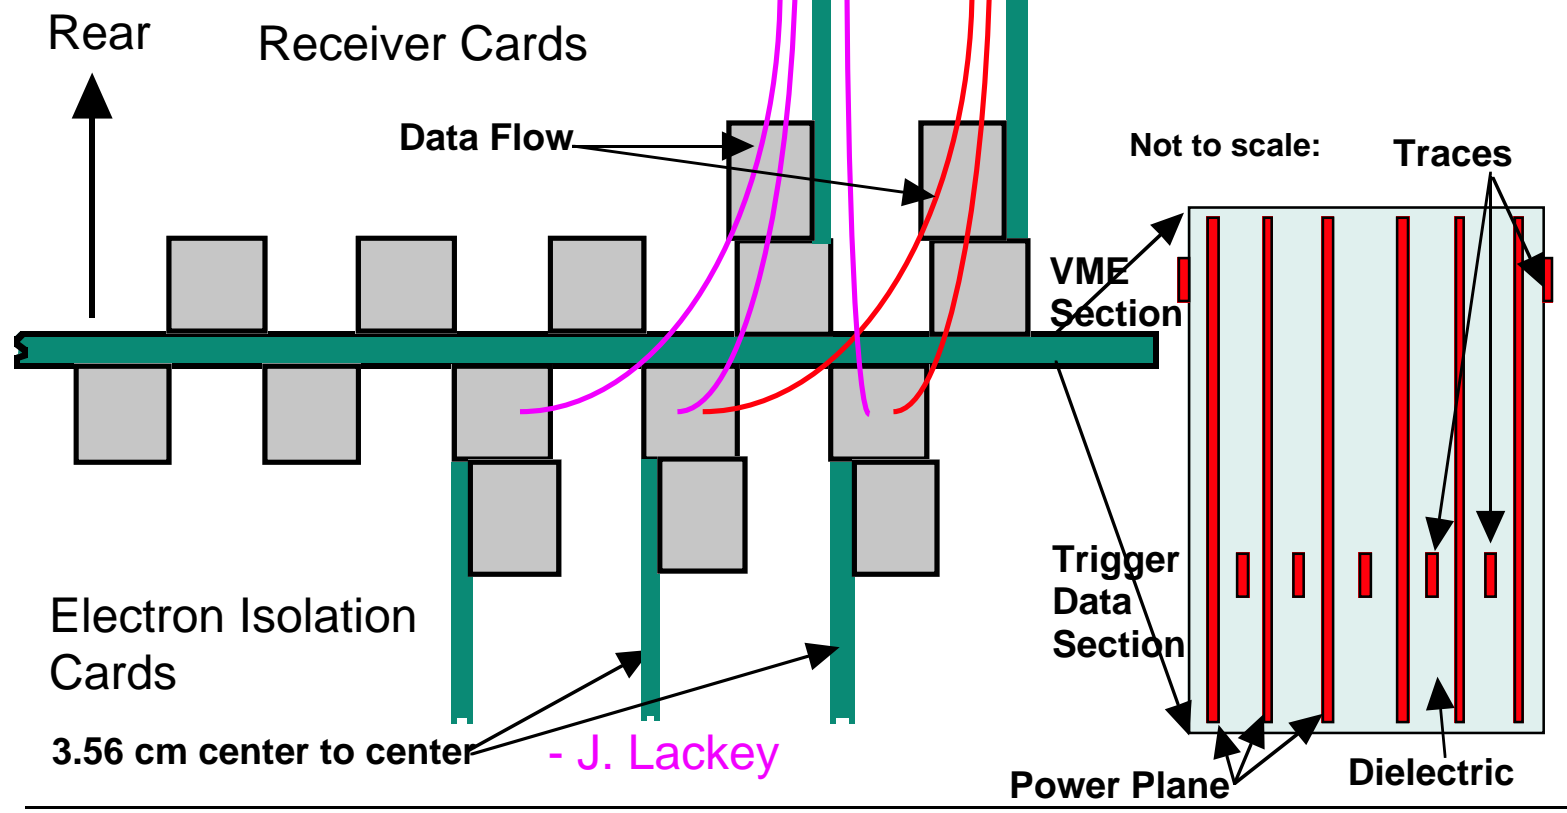 Rear
Receiver Cards
Data Flow
Not to scale:
Traces
VME
Section
Trigger
Data
Section
Electron Isolation
Cards
3.56 cm center to center
- J. Lackey
Power Plane
Dielectric